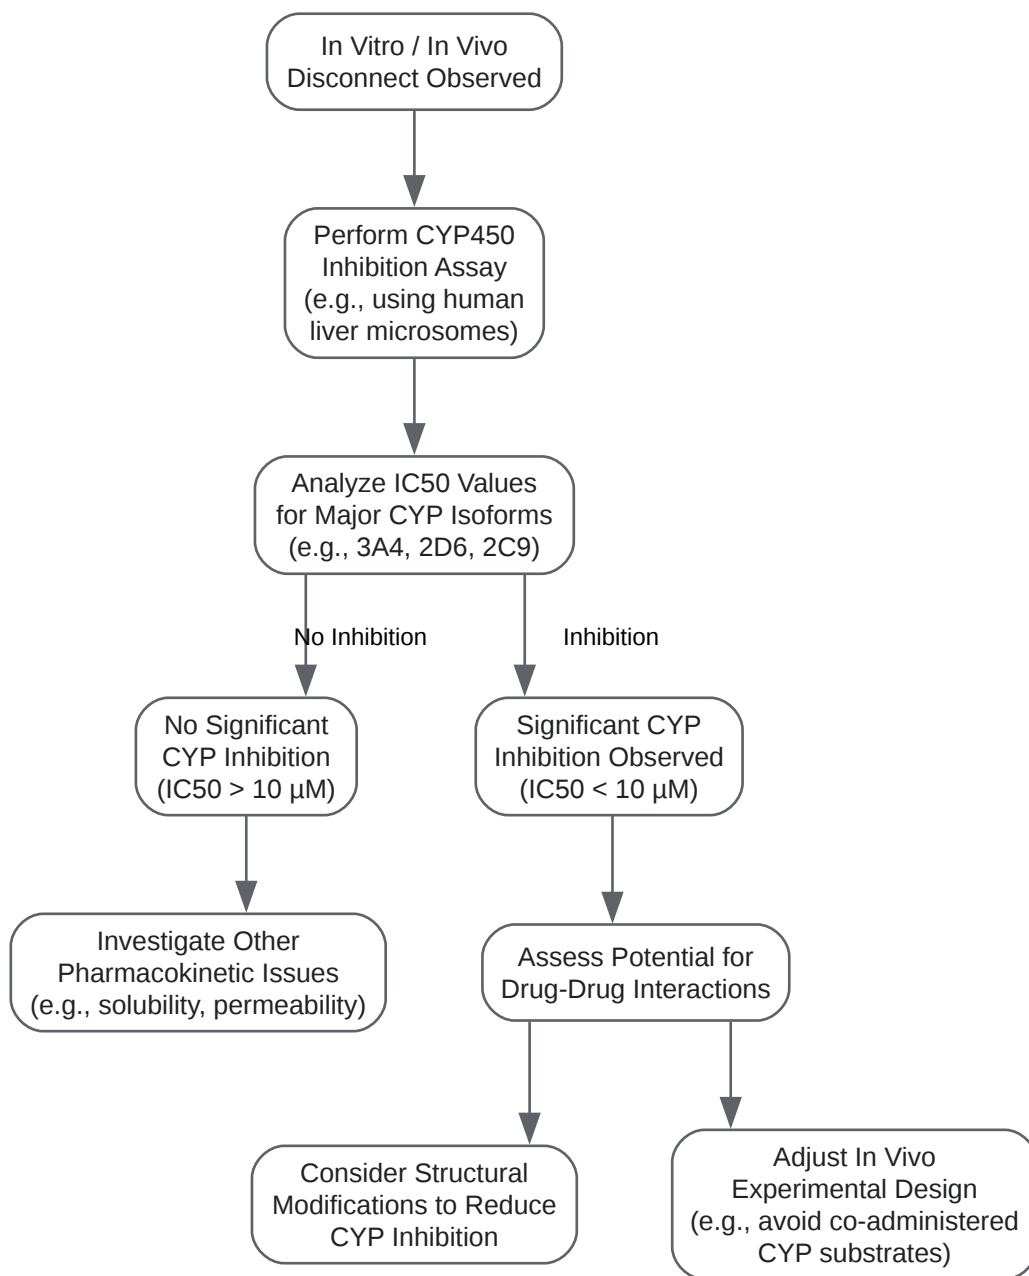 In Vitro / In Vivo
Disconnect Observed
Perform CYP450
Inhibition Assay
(e.g., using human
liver microsomes)
Analyze IC50 Values
for Major CYP Isoforms
(e.g., 3A4, 2D6, 2C9)
No Inhibition
Inhibition
No Significant
CYP Inhibition
(IC50 > 10 µM)
Significant CYP
Inhibition Observed
(IC50 < 10 µM)
Investigate Other
Pharmacokinetic Issues
(e.g., solubility, permeability)
Assess Potential for
Drug-Drug Interactions
Consider Structural
Modifications to Reduce
CYP Inhibition
Adjust In Vivo
Experimental Design
(e.g., avoid co-administered
CYP substrates)